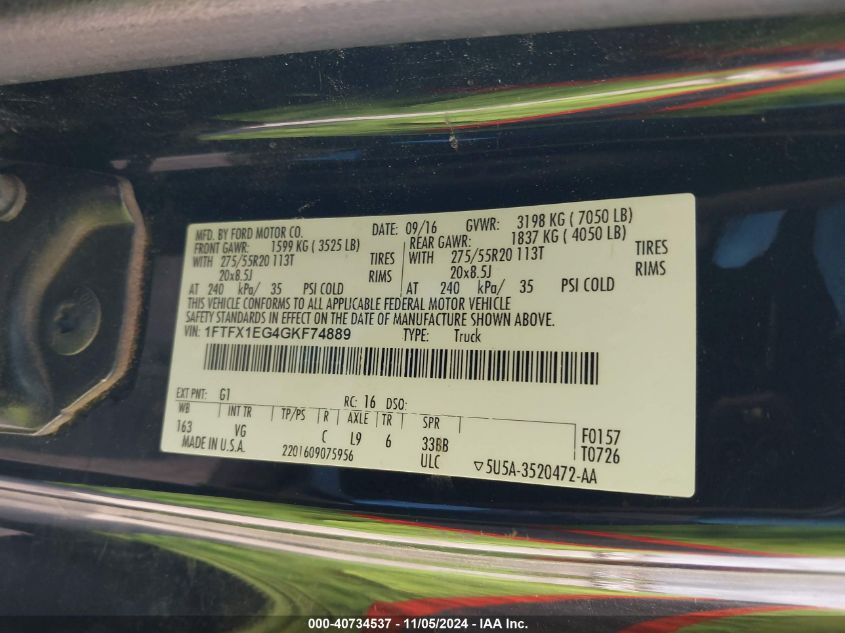 MFD. BY FORD MOTOR CO. DATE: 09/16 GVWR: 3198 KG ( 7050 LB)
FRONT GAWR: 1599 KG ( 3525 LB) REAR GAWR: 1837 KG ( 4050 LB)
WITH 275/55R20 113T TIRES WITH 275/55R20 113T TIRES
20x8.5J RIMS 20x8.5J RIMS
AT 240 kPa/ 35 PSI COLD AT 240 kPa/ 35 PSI COLD
THIS VEHICLE CONFORMS TO ALL APPLICABLE FEDERAL MOTOR VEHICLE
SAFETY STANDARDS IN EFFECT ON THE DATE OF MANUFACTURE SHOWN ABOVE.
VIN: 1FTFX1EG4GKF74889 TYPE: Truck
EXT PNT: G1 RC: 16 DSO:
WB INT TR TP/PS R AXLE TR SPR
163 VG C L9 6 33BB F0157
MADE IN U.S.A. 2201609075956 ULC T0726
▽5U5A-3520472-AA
000-40734537 - 11/05/2024 - IAA Inc.